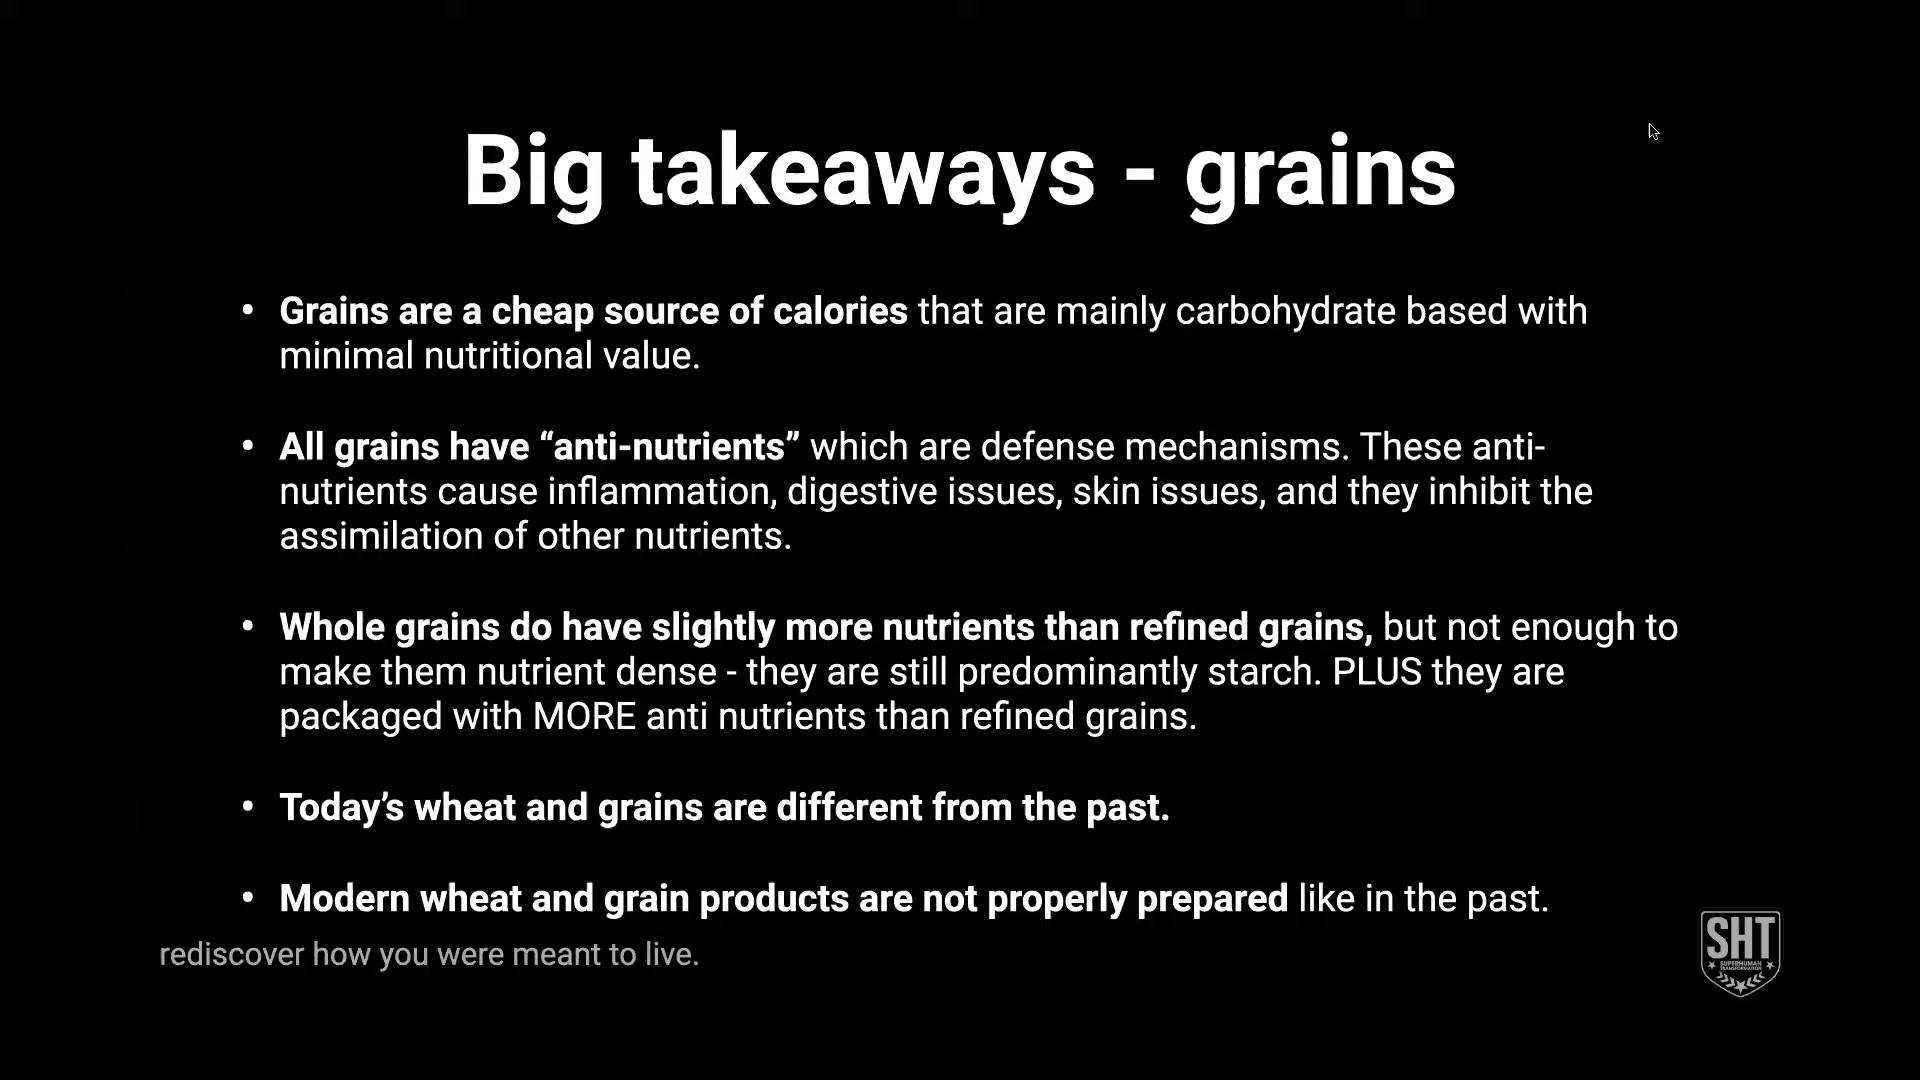 Big takeaways - grains
• Grains are a cheap source of calories that are mainly carbohydrate based with
minimal nutritional value.
• All grains have “anti-nutrients” which are defense mechanisms. These anti-
nutrients cause inflammation, digestive issues, skin issues, and they inhibit the
assimilation of other nutrients.
• Whole grains do have slightly more nutrients than refined grains, but not enough to
make them nutrient dense - they are still predominantly starch. PLUS they are
packaged with MORE anti nutrients than refined grains.
• Today’s wheat and grains are different from the past.
• Modern wheat and grain products are not properly prepared like in the past.
rediscover how you were meant to live.
SHT
SUPERHUMAN
TRANSFORMATION